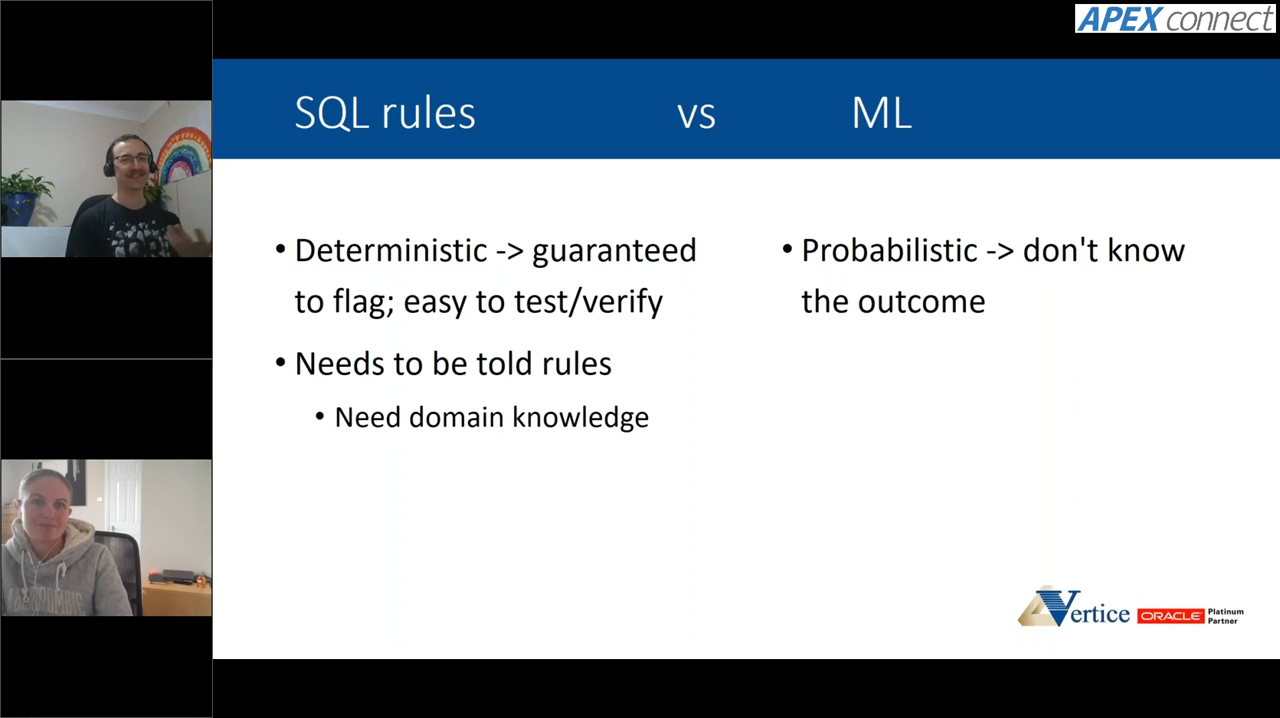 APEX connect
SQL rules vs ML
• Deterministic -> guaranteed
to flag; easy to test/verify
• Needs to be told rules
• Need domain knowledge
• Probabilistic -> don't know
the outcome
Vertice ORACLE Platinum
Partner